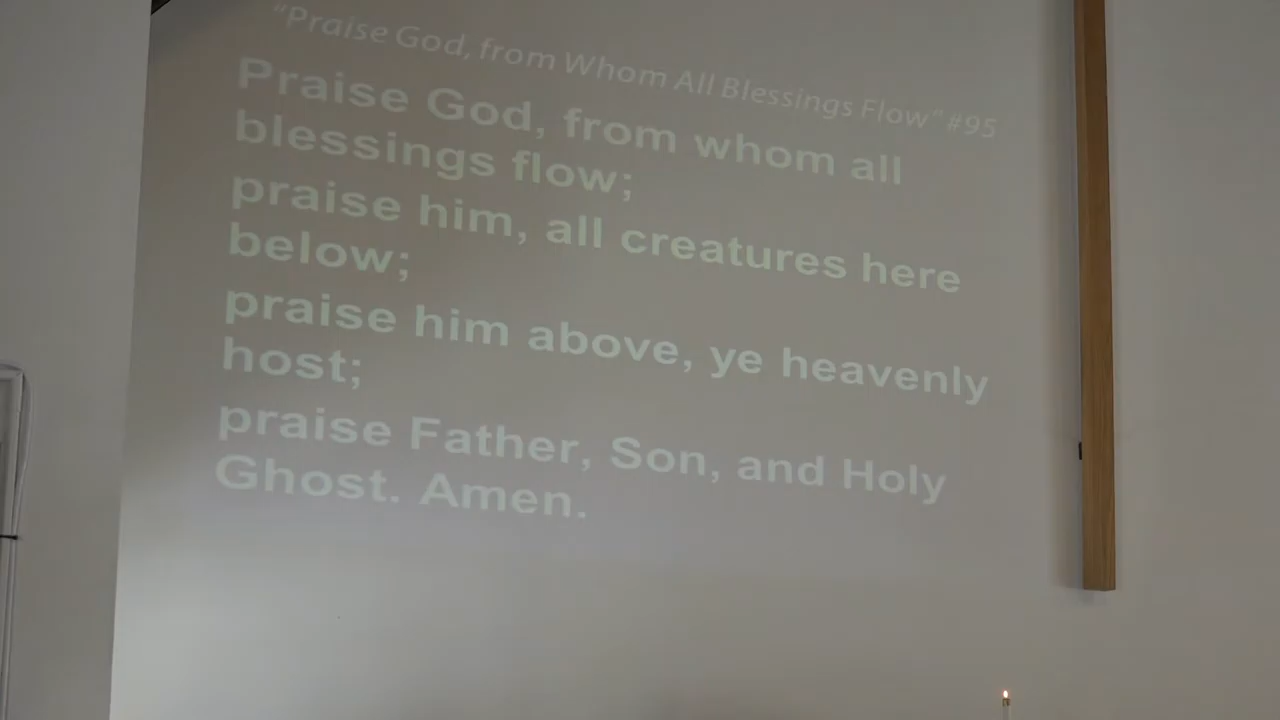 "Praise God, from Whom All Blessings Flow" #95
Praise God, from whom all
blessings flow;
praise him, all creatures here
below;
praise him above, ye heavenly
host;
praise Father, Son, and Holy
Ghost. Amen.